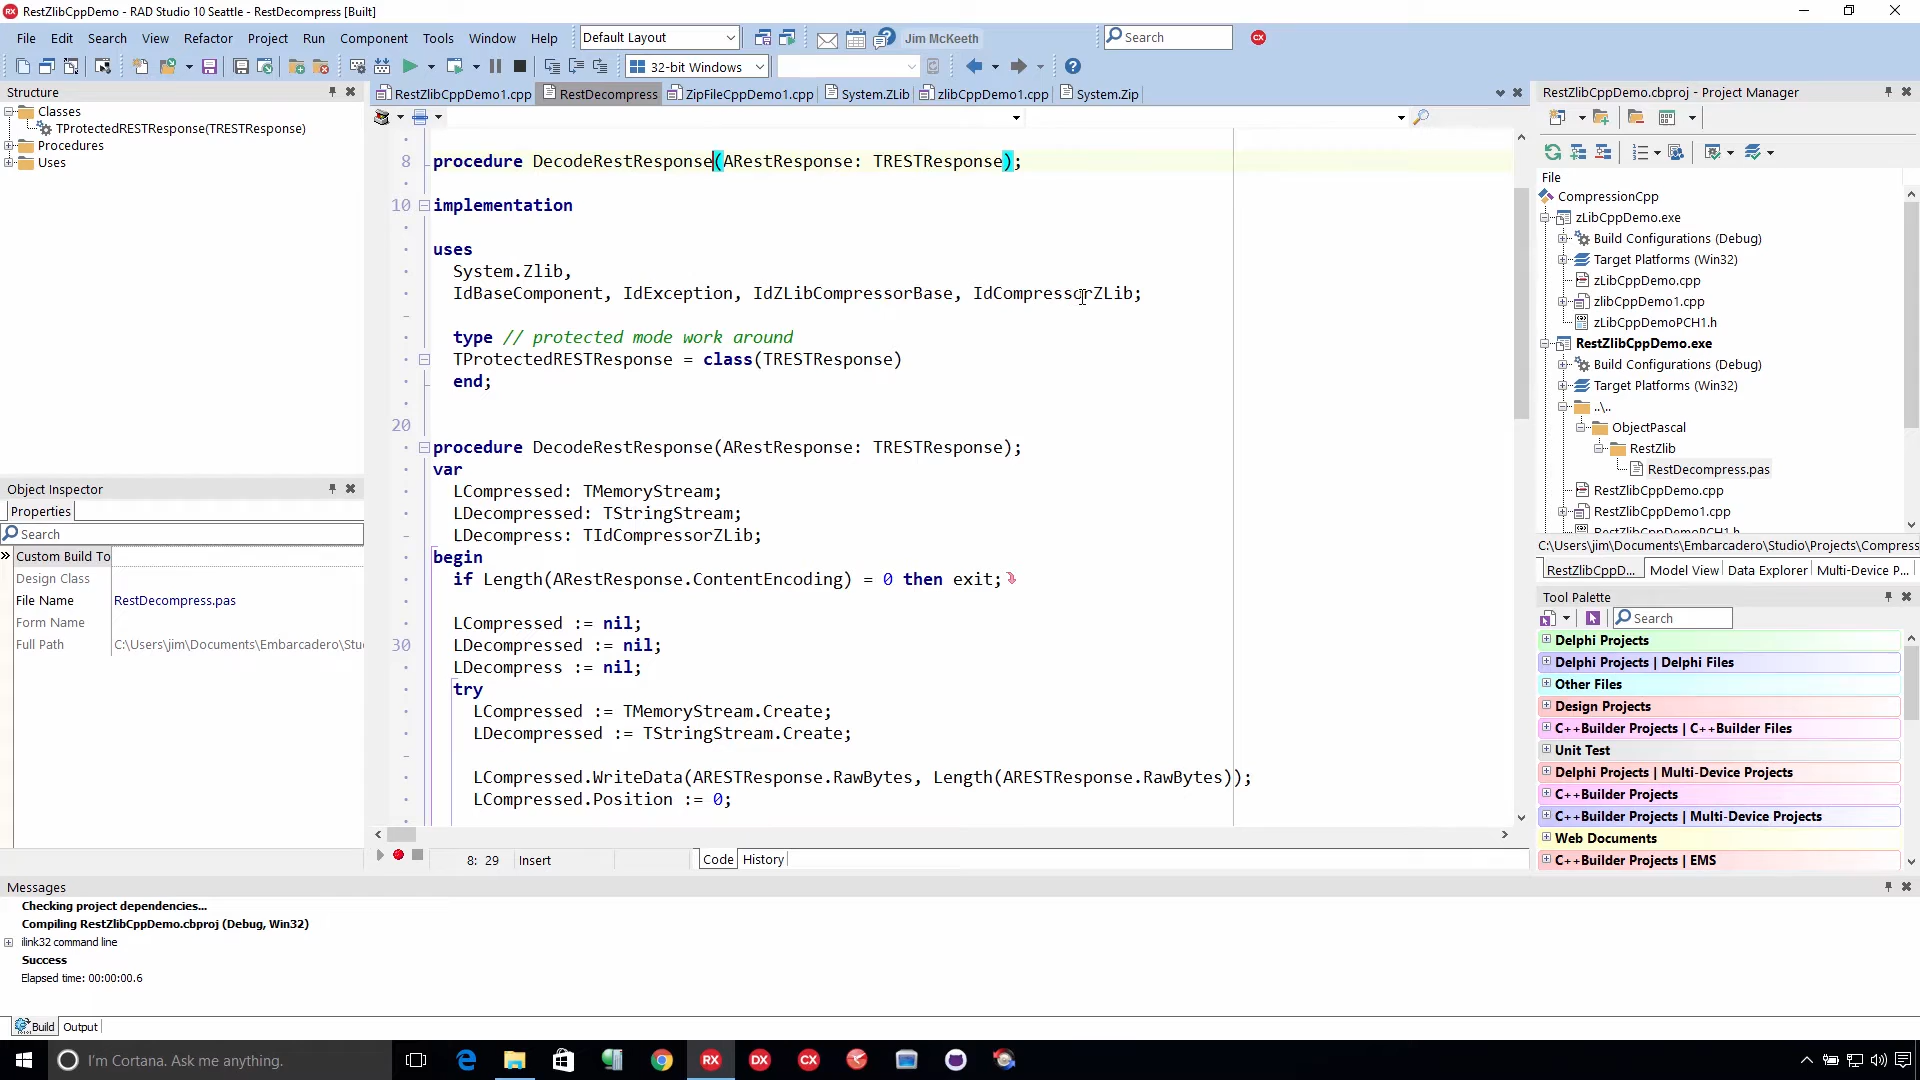 RestZlibCppDemo - RAD Studio 10 Seattle - RestDecompress [Built]
File Edit Search View Refactor Project Run Component Tools Window Help
Default Layout
Jim McKeeth
Search
32-bit Windows
Structure
Classes
TProtectedRESTResponse(TRESTResponse)
Procedures
Uses
Object Inspector
Properties
Search
Custom Build To
Design Class
File Name RestDecompress.pas
Form Name
Full Path C:\Users\jim\Documents\Embarcadero\Stu
RestZlibCppDemo1.cpp RestDecompress ZipFileCppDemo1.cpp System.ZLib zlibCppDemo1.cpp System.Zip
8 procedure DecodeRestResponse(ARestResponse: TRESTResponse);
10 implementation
uses
System.Zlib,
IdBaseComponent, IdException, IdZLibCompressorBase, IdCompressorZLib;
type // protected mode work around
TProtectedRESTResponse = class(TRESTResponse)
end;
20
procedure DecodeRestResponse(ARestResponse: TRESTResponse);
var
LCompressed: TMemoryStream;
LDecompressed: TStringStream;
LDecompress: TIdCompressorZLib;
begin
if Length(ARestResponse.ContentEncoding) = 0 then exit;
LCompressed := nil;
30 LDecompressed := nil;
LDecompress := nil;
try
LCompressed := TMemoryStream.Create;
LDecompressed := TStringStream.Create;
LCompressed.WriteData(ARESTResponse.RawBytes, Length(ARESTResponse.RawBytes));
LCompressed.Position := 0;
8: 29 Insert Code History
RestZlibCppDemo.cbproj - Project Manager
File
CompressionCpp
zLibCppDemo.exe
Build Configurations (Debug)
Target Platforms (Win32)
zLibCppDemo.cpp
zlibCppDemo1.cpp
zLibCppDemoPCH1.h
RestZlibCppDemo.exe
Build Configurations (Debug)
Target Platforms (Win32)
..\..
ObjectPascal
RestZlib
RestDecompress.pas
RestZlibCppDemo.cpp
RestZlibCppDemo1.cpp
RestZlibCppDemoPCH1.h
C:\Users\jim\Documents\Embarcadero\Studio\Projects\Compress
RestZlibCppD... Model View Data Explorer Multi-Device P...
Tool Palette
Search
Delphi Projects
Delphi Projects | Delphi Files
Other Files
Design Projects
C++Builder Projects | C++Builder Files
Unit Test
Delphi Projects | Multi-Device Projects
C++Builder Projects
C++Builder Projects | Multi-Device Projects
Web Documents
C++Builder Projects | EMS
Messages
Checking project dependencies...
Compiling RestZlibCppDemo.cbproj (Debug, Win32)
ilink32 command line
Success
Elapsed time: 00:00:00.6
Build Output
I'm Cortana. Ask me anything.
RX DX CX